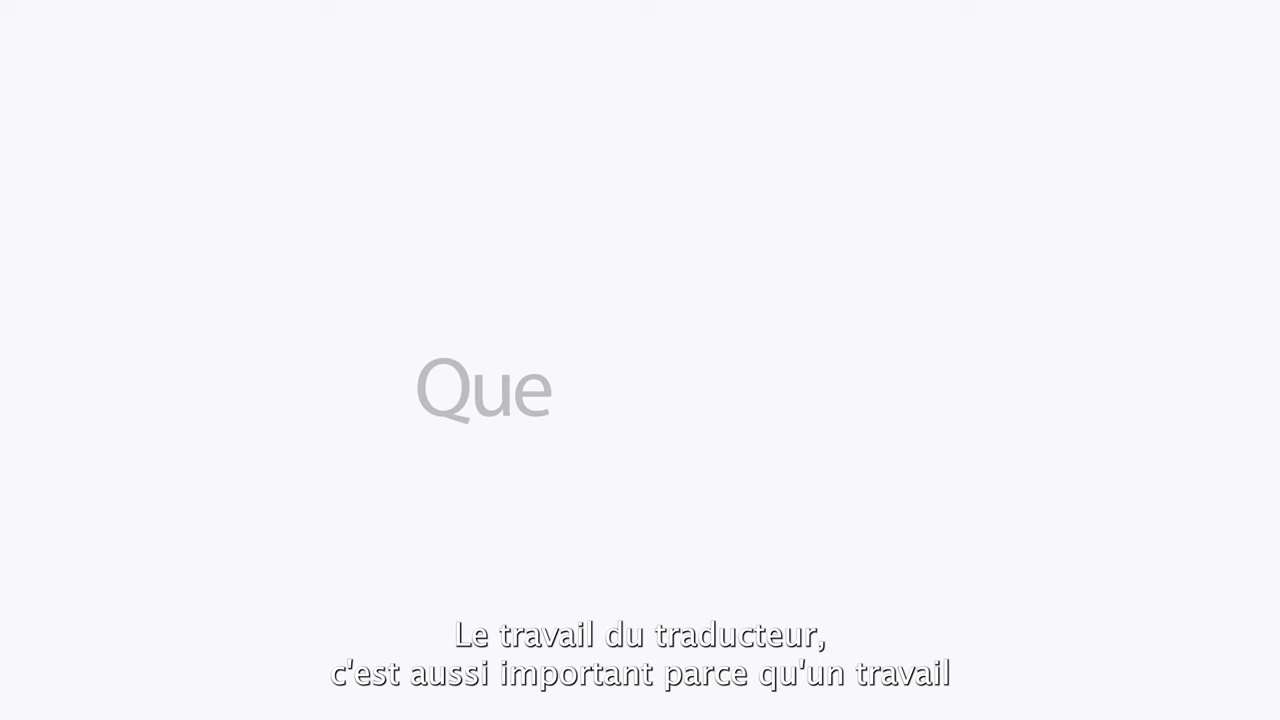 Que
Le travail du traducteur,
c'est aussi important parce qu'un travail